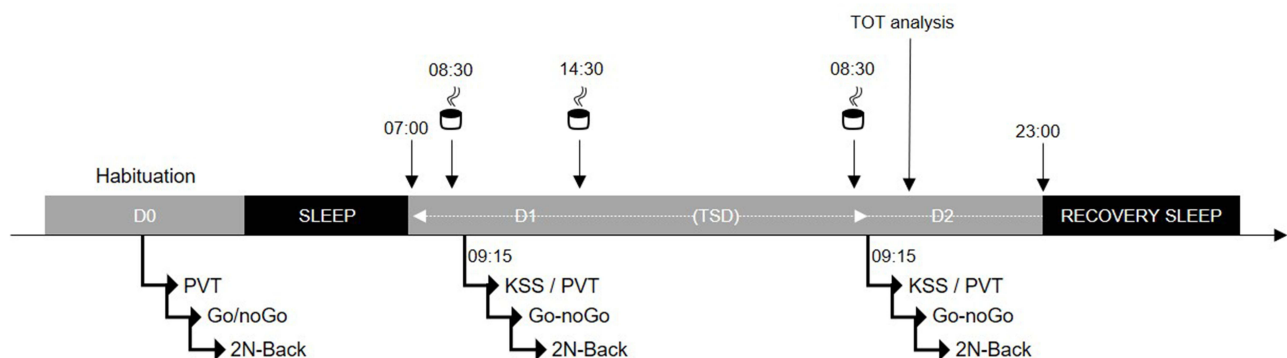 TOT analysis
08:30
14:30
08:30
07:00
23:00
Habituation
D0
SLEEP
D1
(TSD)
D2
RECOVERY SLEEP
09:15
09:15
PVT
KSS / PVT
KSS / PVT
Go/noGo
Go-noGo
Go-noGo
2N-Back
2N-Back
2N-Back